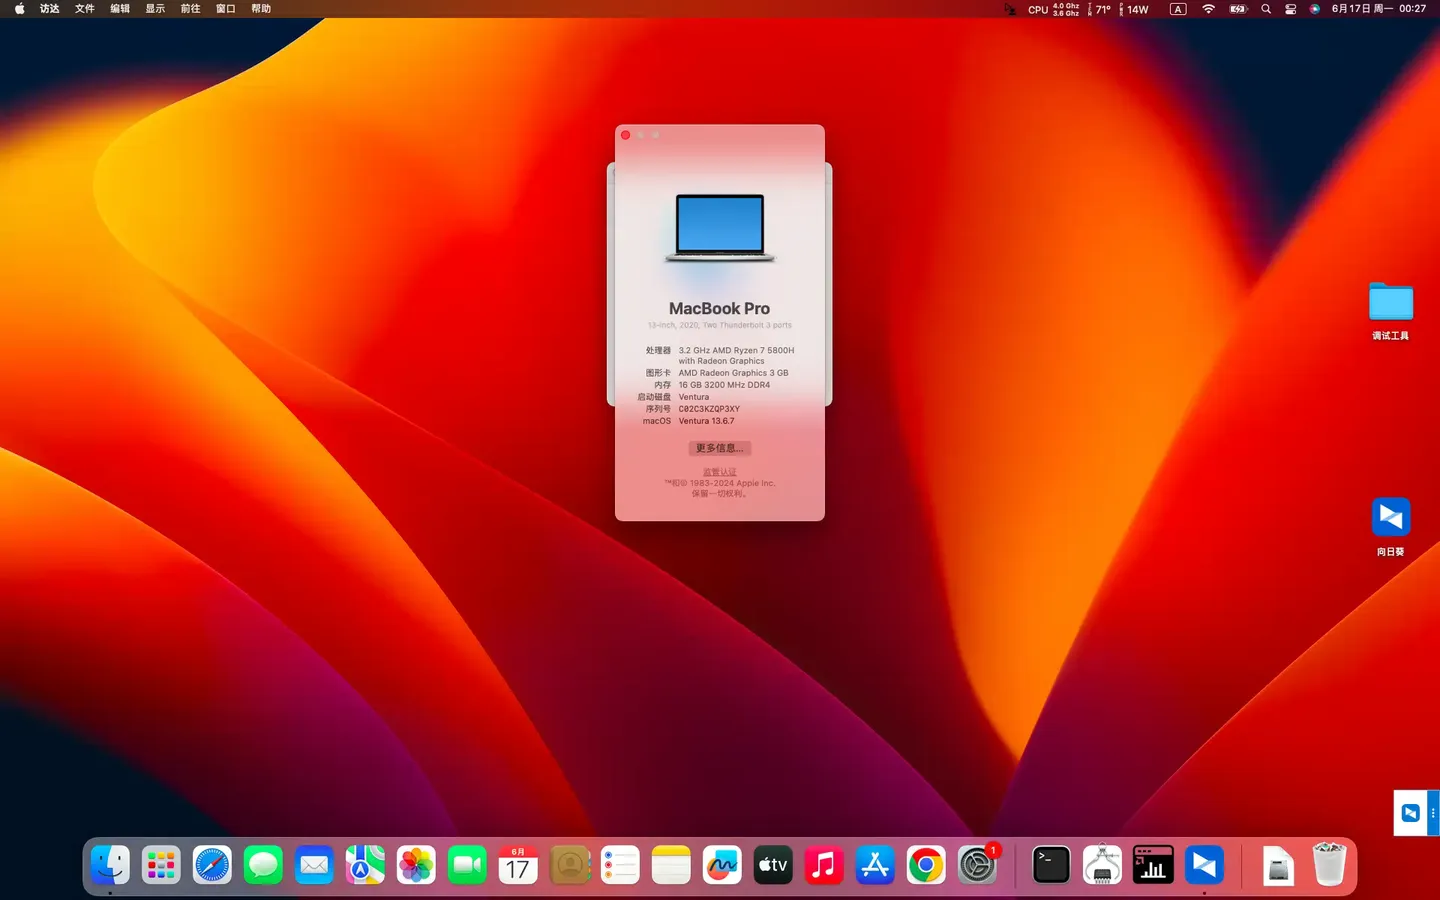 访达 文件 编辑 显示 前往 窗口 帮助
CPU 4.0 Ghz 3.6 Ghz 71° 14W A 6月17日 周一 00:27
MacBook Pro
13-inch, 2020, Two Thunderbolt 3 ports
处理器 3.2 GHz AMD Ryzen 7 5800H
with Radeon Graphics
图形卡 AMD Radeon Graphics 3 GB
内存 16 GB 3200 MHz DDR4
启动磁盘 Ventura
序列号 C02C3KZQP3XY
macOS Ventura 13.6.7
更多信息...
监管认证
™和© 1983-2024 Apple Inc.
保留一切权利。
调试工具
向日葵
6月
17
tv
1